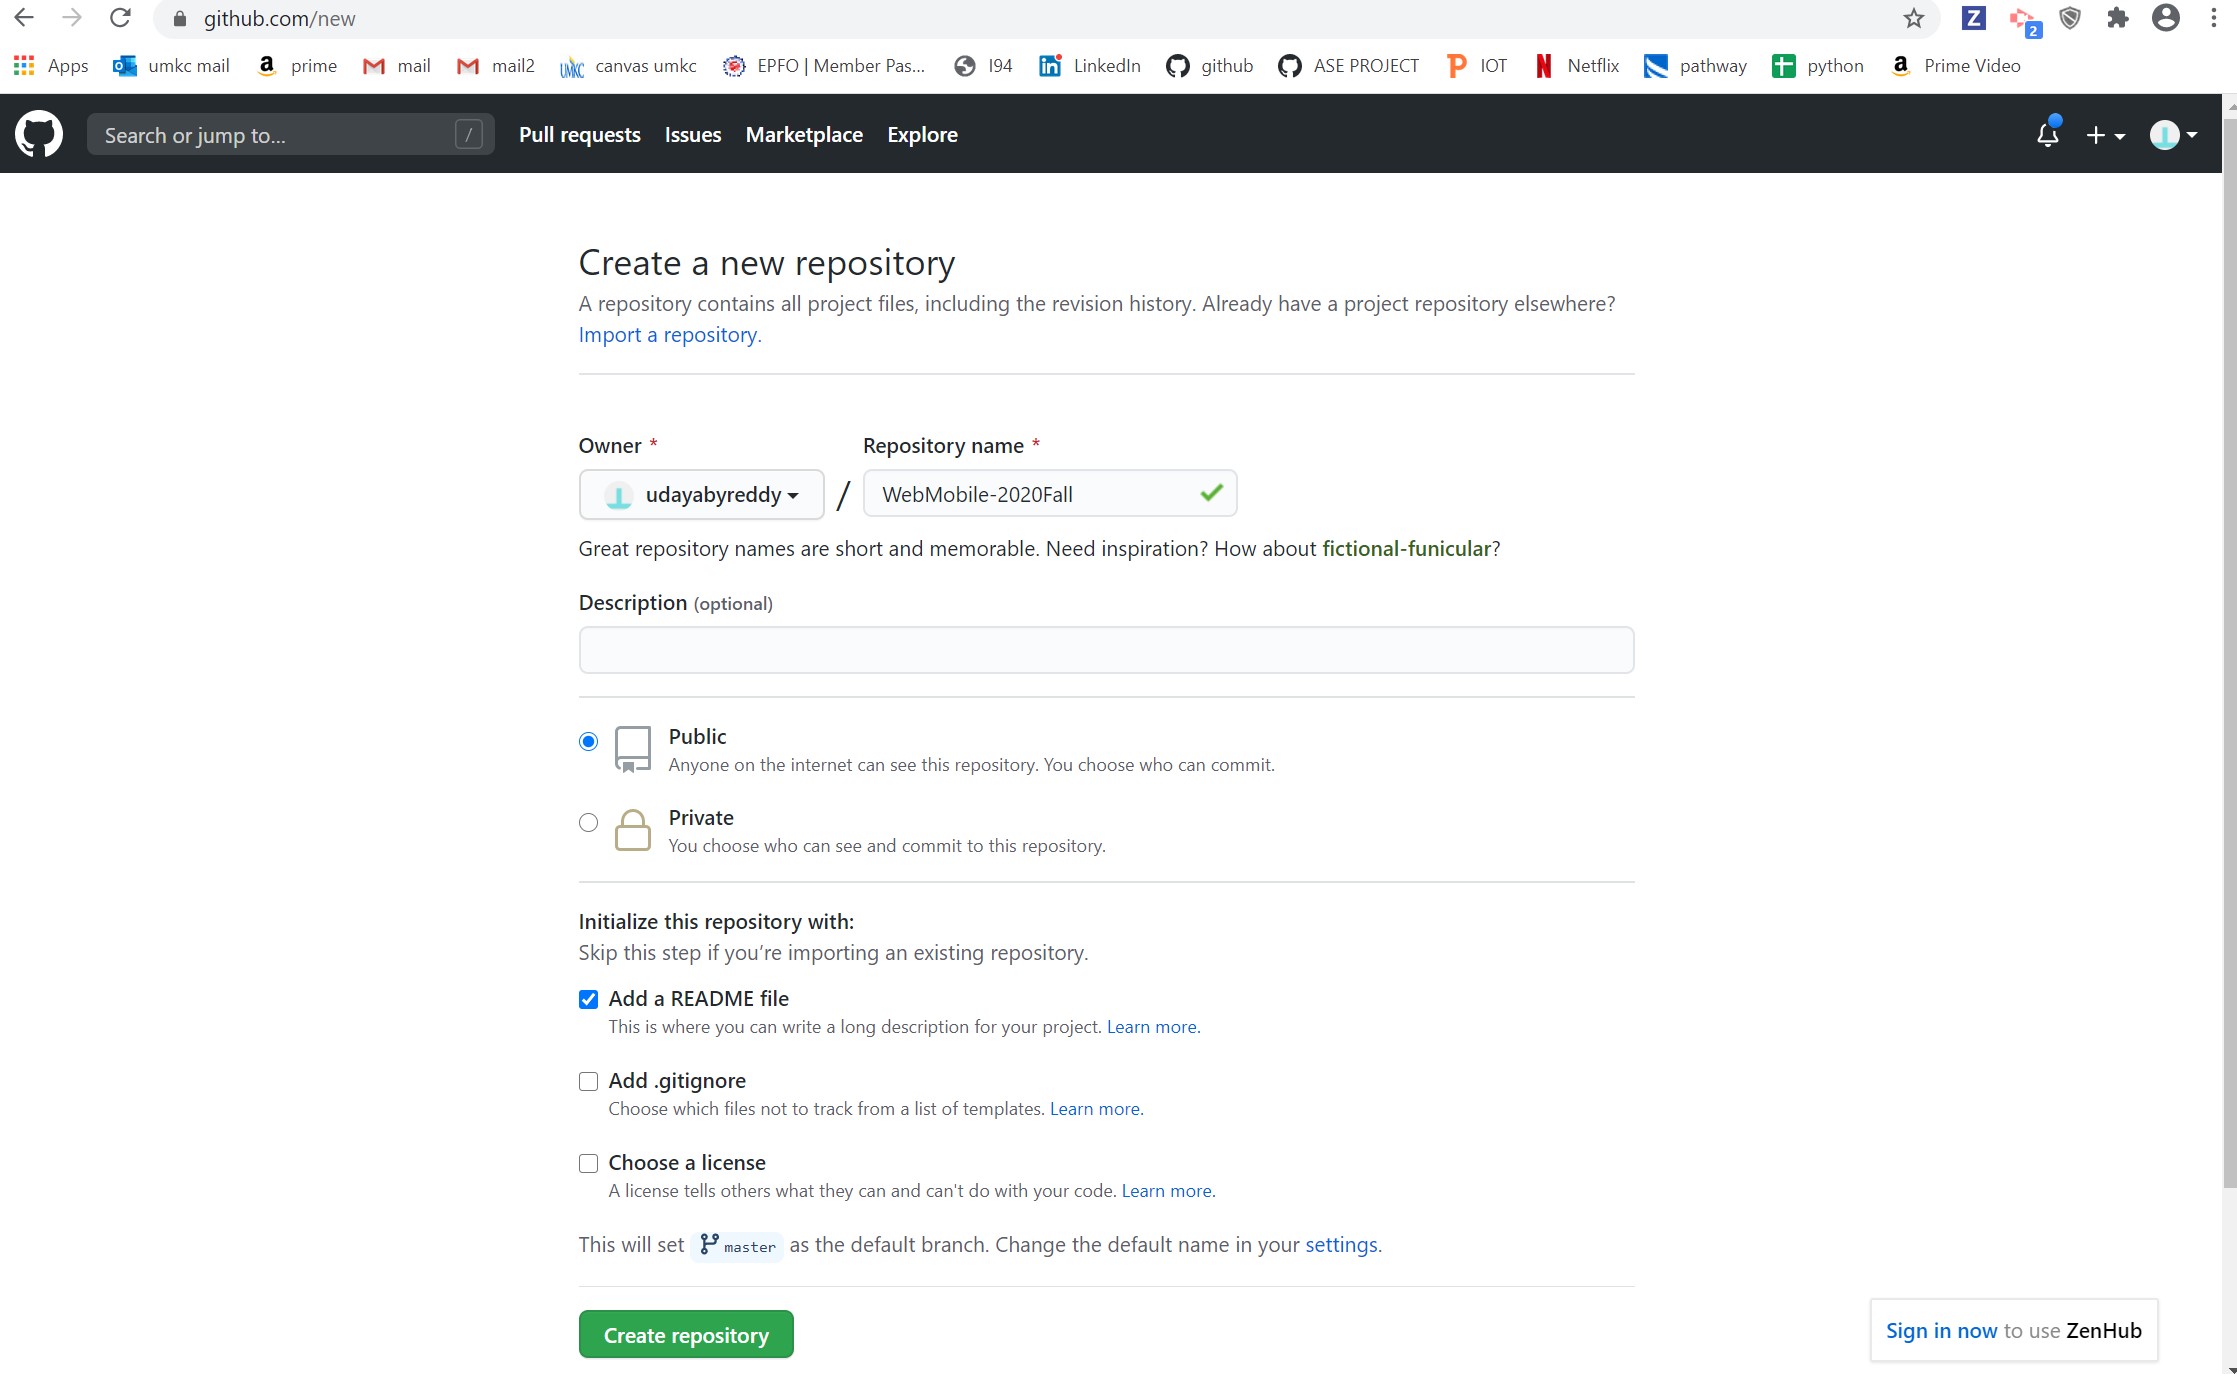 github.com/new
2
Apps umkc mail prime mail mail2 UMKC canvas umkc EPFO | Member Pas... I94 LinkedIn github ASE PROJECT IOT Netflix pathway python Prime Video
Search or jump to... / Pull requests Issues Marketplace Explore
Create a new repository
A repository contains all project files, including the revision history. Already have a project repository elsewhere?
Import a repository.
Owner * Repository name *
udayabyreddy / WebMobile-2020Fall
Great repository names are short and memorable. Need inspiration? How about fictional-funicular?
Description (optional)
Public
Anyone on the internet can see this repository. You choose who can commit.
Private
You choose who can see and commit to this repository.
Initialize this repository with:
Skip this step if you’re importing an existing repository.
Add a README file
This is where you can write a long description for your project. Learn more.
Add .gitignore
Choose which files not to track from a list of templates. Learn more.
Choose a license
A license tells others what they can and can't do with your code. Learn more.
This will set master as the default branch. Change the default name in your settings.
Create repository
Sign in now to use ZenHub